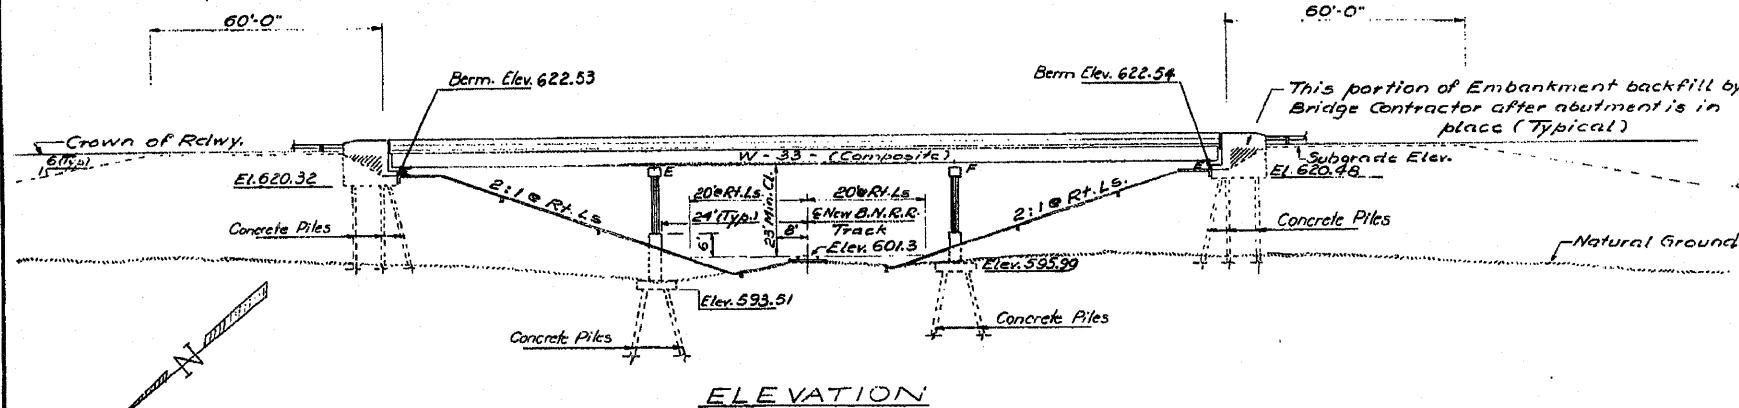 60'-0"
60'-0"
Berm. Elev. 622.53
Berm Elev. 622.54
This portion of Embankment backfill by
Bridge Contractor after abutment is in
place (Typical)
Crown of Rdwy.
6 (Typ.)
1
W - 33 - (Composite)
Subgrade Elev.
El. 620.32
E
F
E
El. 620.48
2:1 @ Rt. Ls.
20' @ Rt. Ls.
20' @ Rt. Ls.
2:1 @ Rt. Ls.
23' Min. Cl.
24' (Typ.)
℄ New B.N.R.R.
Track
Concrete Piles
Concrete Piles
6'
8'
Elev. 601.3
Natural Ground
Elev. 595.99
Elev. 593.51
Concrete Piles
Concrete Piles
N
ELEVATION